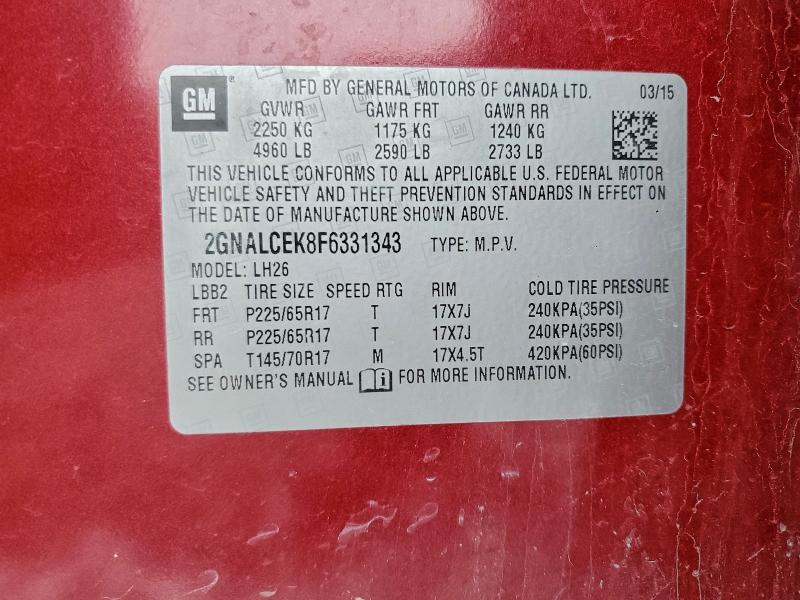 GM
MFD BY GENERAL MOTORS OF CANADA LTD. 03/15
GVWR GAWR FRT GAWR RR
2250 KG 1175 KG 1240 KG
4960 LB 2590 LB 2733 LB
THIS VEHICLE CONFORMS TO ALL APPLICABLE U.S. FEDERAL MOTOR
VEHICLE SAFETY AND THEFT PREVENTION STANDARDS IN EFFECT ON
THE DATE OF MANUFACTURE SHOWN ABOVE.
2GNALCEK8F6331343 TYPE: M.P.V.
MODEL: LH26
LBB2 TIRE SIZE SPEED RTG RIM COLD TIRE PRESSURE
FRT P225/65R17 T 17X7J 240KPA(35PSI)
RR P225/65R17 T 17X7J 240KPA(35PSI)
SPA T145/70R17 M 17X4.5T 420KPA(60PSI)
SEE OWNER'S MANUAL i FOR MORE INFORMATION.